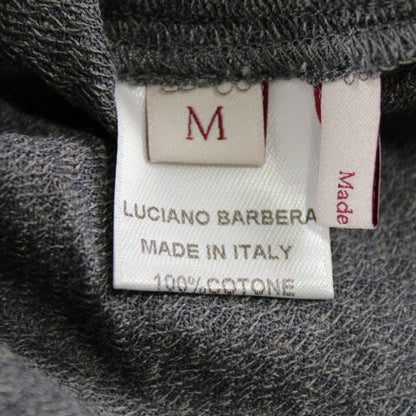 M
Made
LUCIANO BARBERA
MADE IN ITALY
100%COTONE